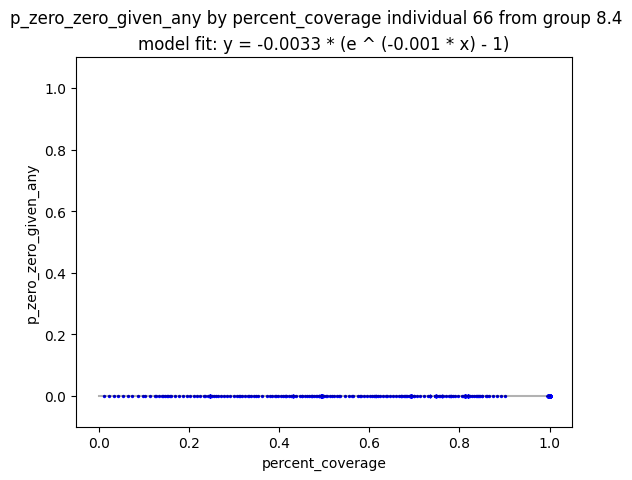 p_zero_zero_given_any by percent_coverage individual 66 from group 8.4
model fit: y = -0.0033 * (e ^ (-0.001 * x) - 1)
1.0
0.8
0.6
0.4
0.2
0.0
p_zero_zero_given_any
0.0 0.2 0.4 0.6 0.8 1.0
percent_coverage